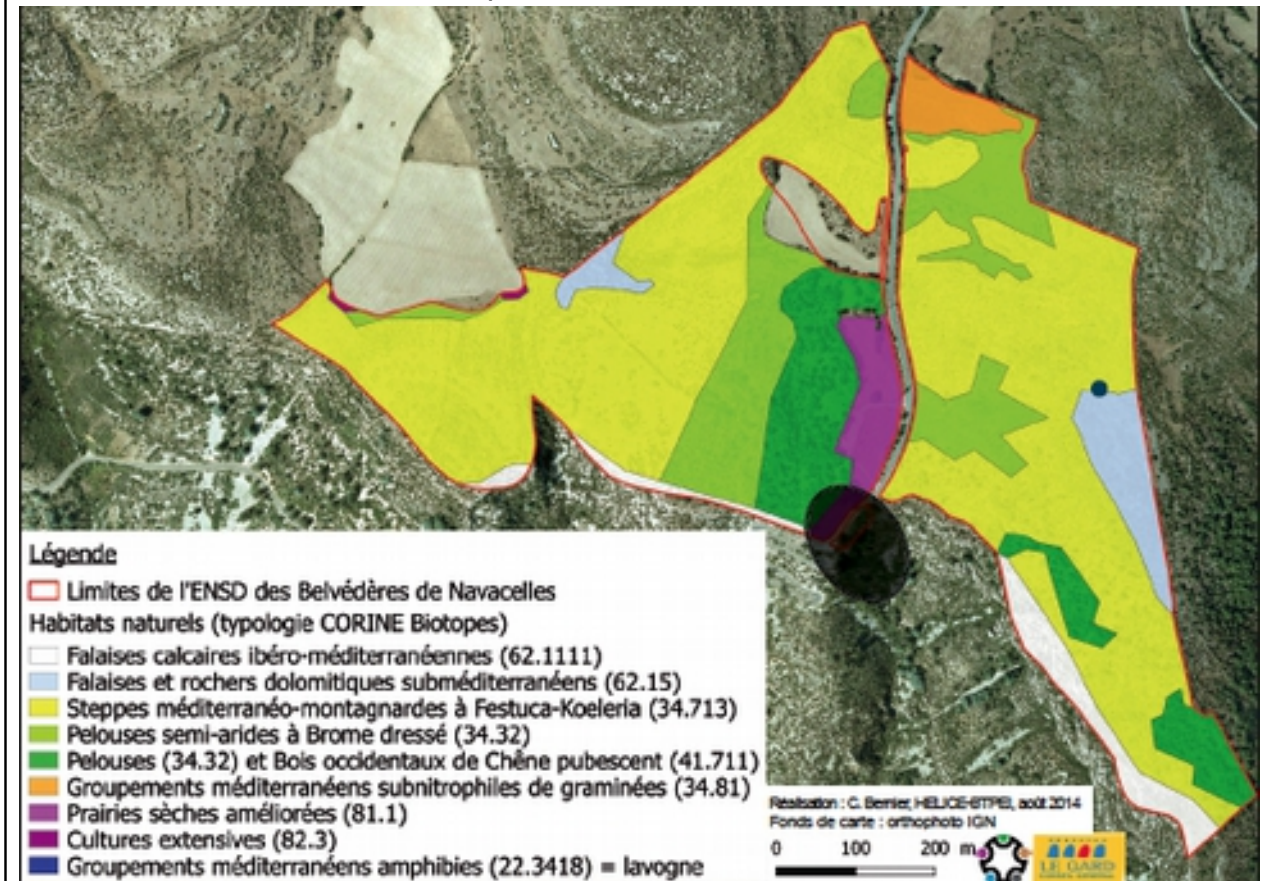 Légende
Limites de l'ENSD des Belvédères de Navacelles
Habitats naturels (typologie CORINE Biotopes)
Falaises calcaires ibéro-méditerranéennes (62.1111)
Falaises et rochers dolomitiques subméditerranéens (62.15)
Steppes méditerranéo-montagnardes à Festuca-Koeleria (34.713)
Pelouses semi-arides à Brome dressé (34.32)
Pelouses (34.32) et Bois occidentaux de Chêne pubescent (41.711)
Groupements méditerranéens subnitrophiles de graminées (34.81)
Prairies sèches améliorées (81.1)
Cultures extensives (82.3)
Groupements méditerranéens amphibies (22.3418) = lavogne
Réalisation : C. Bernier, HELICE-BTPEI, août 2014
Fonds de carte : orthophoto IGN
0 100 200 m
LE GARD